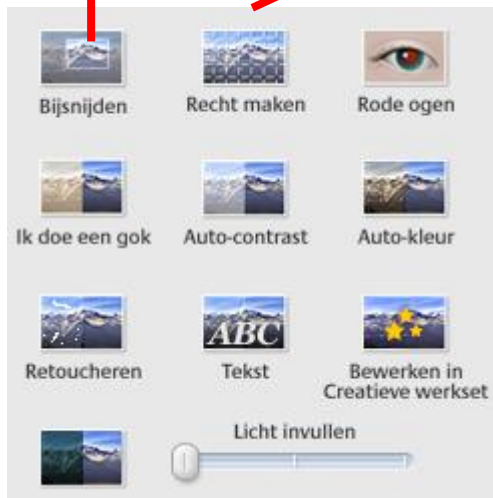 Bijsnijden
Recht maken
Rode ogen
Ik doe een gok
Auto-contrast
Auto-kleur
Retoucheren
ABC
Tekst
Bewerken in
Creatieve werkset
Licht invullen